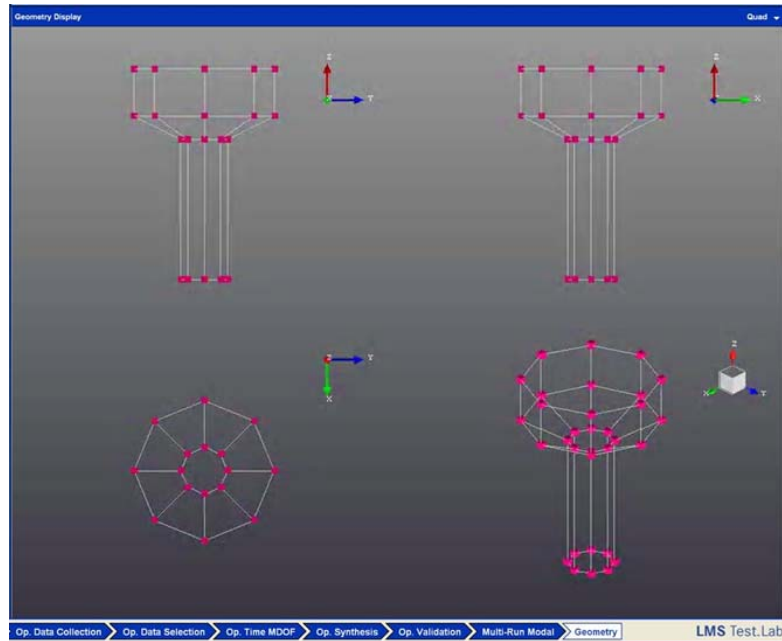 Geometry Display Quad
Z
Y
Z
X
Z
Y
X
Z
X
Y
Op. Data Collection Op. Data Selection Op. Time MDOF Op. Synthesis Op. Validation Multi-Run Modal Geometry LMS Test.Lab